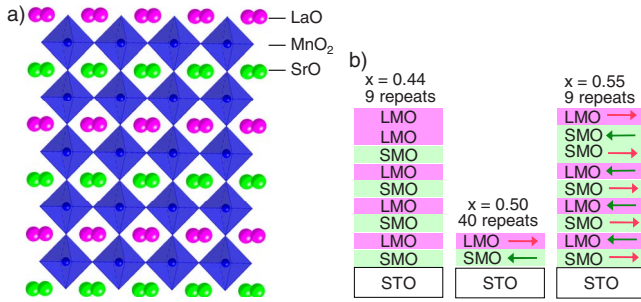 a)
LaO
MnO₂
SrO
b)
x = 0.44
9 repeats
LMO
LMO
SMO
LMO
SMO
LMO
SMO
LMO
SMO
STO
x = 0.50
40 repeats
LMO
SMO
STO
x = 0.55
9 repeats
LMO
SMO
SMO
LMO
SMO
LMO
SMO
LMO
SMO
STO